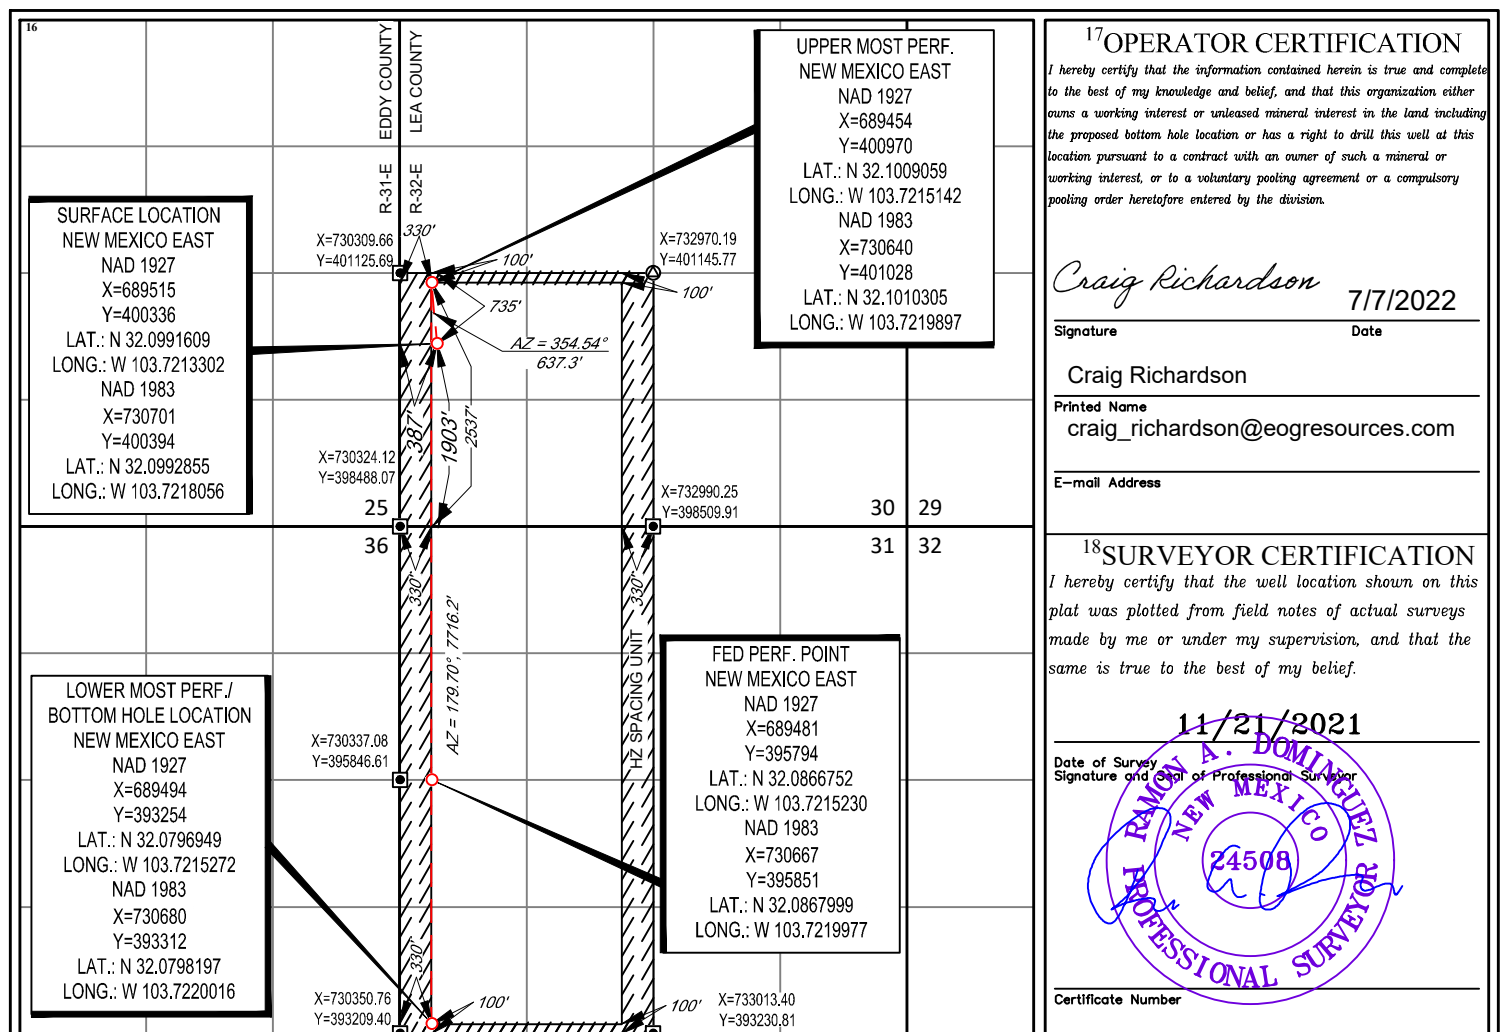 16
EDDY COUNTY
LEA COUNTY
R-31-E
R-32-E
UPPER MOST PERF.
NEW MEXICO EAST
NAD 1927
X=689454
Y=400970
LAT.: N 32.1009059
LONG.: W 103.7215142
NAD 1983
X=730640
Y=401028
LAT.: N 32.1010305
LONG.: W 103.7219897
SURFACE LOCATION
NEW MEXICO EAST
NAD 1927
X=689515
Y=400336
LAT.: N 32.0991609
LONG.: W 103.7213302
NAD 1983
X=730701
Y=400394
LAT.: N 32.0992855
LONG.: W 103.7218056
X=730309.66
Y=401125.69
330'
100'
X=732970.19
Y=401145.77
100'
735'
AZ = 354.54°
637.3'
387'
1903'
2537'
X=730324.12
Y=398488.07
X=732990.25
Y=398509.91
25
30
29
36
31
32
330'
330'
AZ = 179.70°, 7716.2'
HZ SPACING UNIT
FED PERF. POINT
NEW MEXICO EAST
NAD 1927
X=689481
Y=395794
LAT.: N 32.0866752
LONG.: W 103.7215230
NAD 1983
X=730667
Y=395851
LAT.: N 32.0867999
LONG.: W 103.7219977
LOWER MOST PERF./
BOTTOM HOLE LOCATION
NEW MEXICO EAST
NAD 1927
X=689494
Y=393254
LAT.: N 32.0796949
LONG.: W 103.7215272
NAD 1983
X=730680
Y=393312
LAT.: N 32.0798197
LONG.: W 103.7220016
X=730337.08
Y=395846.61
330'
X=730350.76
Y=393209.40
100'
100'
X=733013.40
Y=393230.81
17OPERATOR CERTIFICATION
I hereby certify that the information contained herein is true and complete
to the best of my knowledge and belief, and that this organization either
owns a working interest or unleased mineral interest in the land including
the proposed bottom hole location or has a right to drill this well at this
location pursuant to a contract with an owner of such a mineral or
working interest, or to a voluntary pooling agreement or a compulsory
pooling order heretofore entered by the division.
Craig Richardson 7/7/2022
Signature Date
Craig Richardson
Printed Name
craig_richardson@eogresources.com
E-mail Address
18SURVEYOR CERTIFICATION
I hereby certify that the well location shown on this
plat was plotted from field notes of actual surveys
made by me or under my supervision, and that the
same is true to the best of my belief.
11/21/2021
Date of Survey
Signature and Seal of Professional Surveyor
RAMON A. DOMINGUEZ
NEW MEXICO
24508
PROFESSIONAL SURVEYOR
Certificate Number